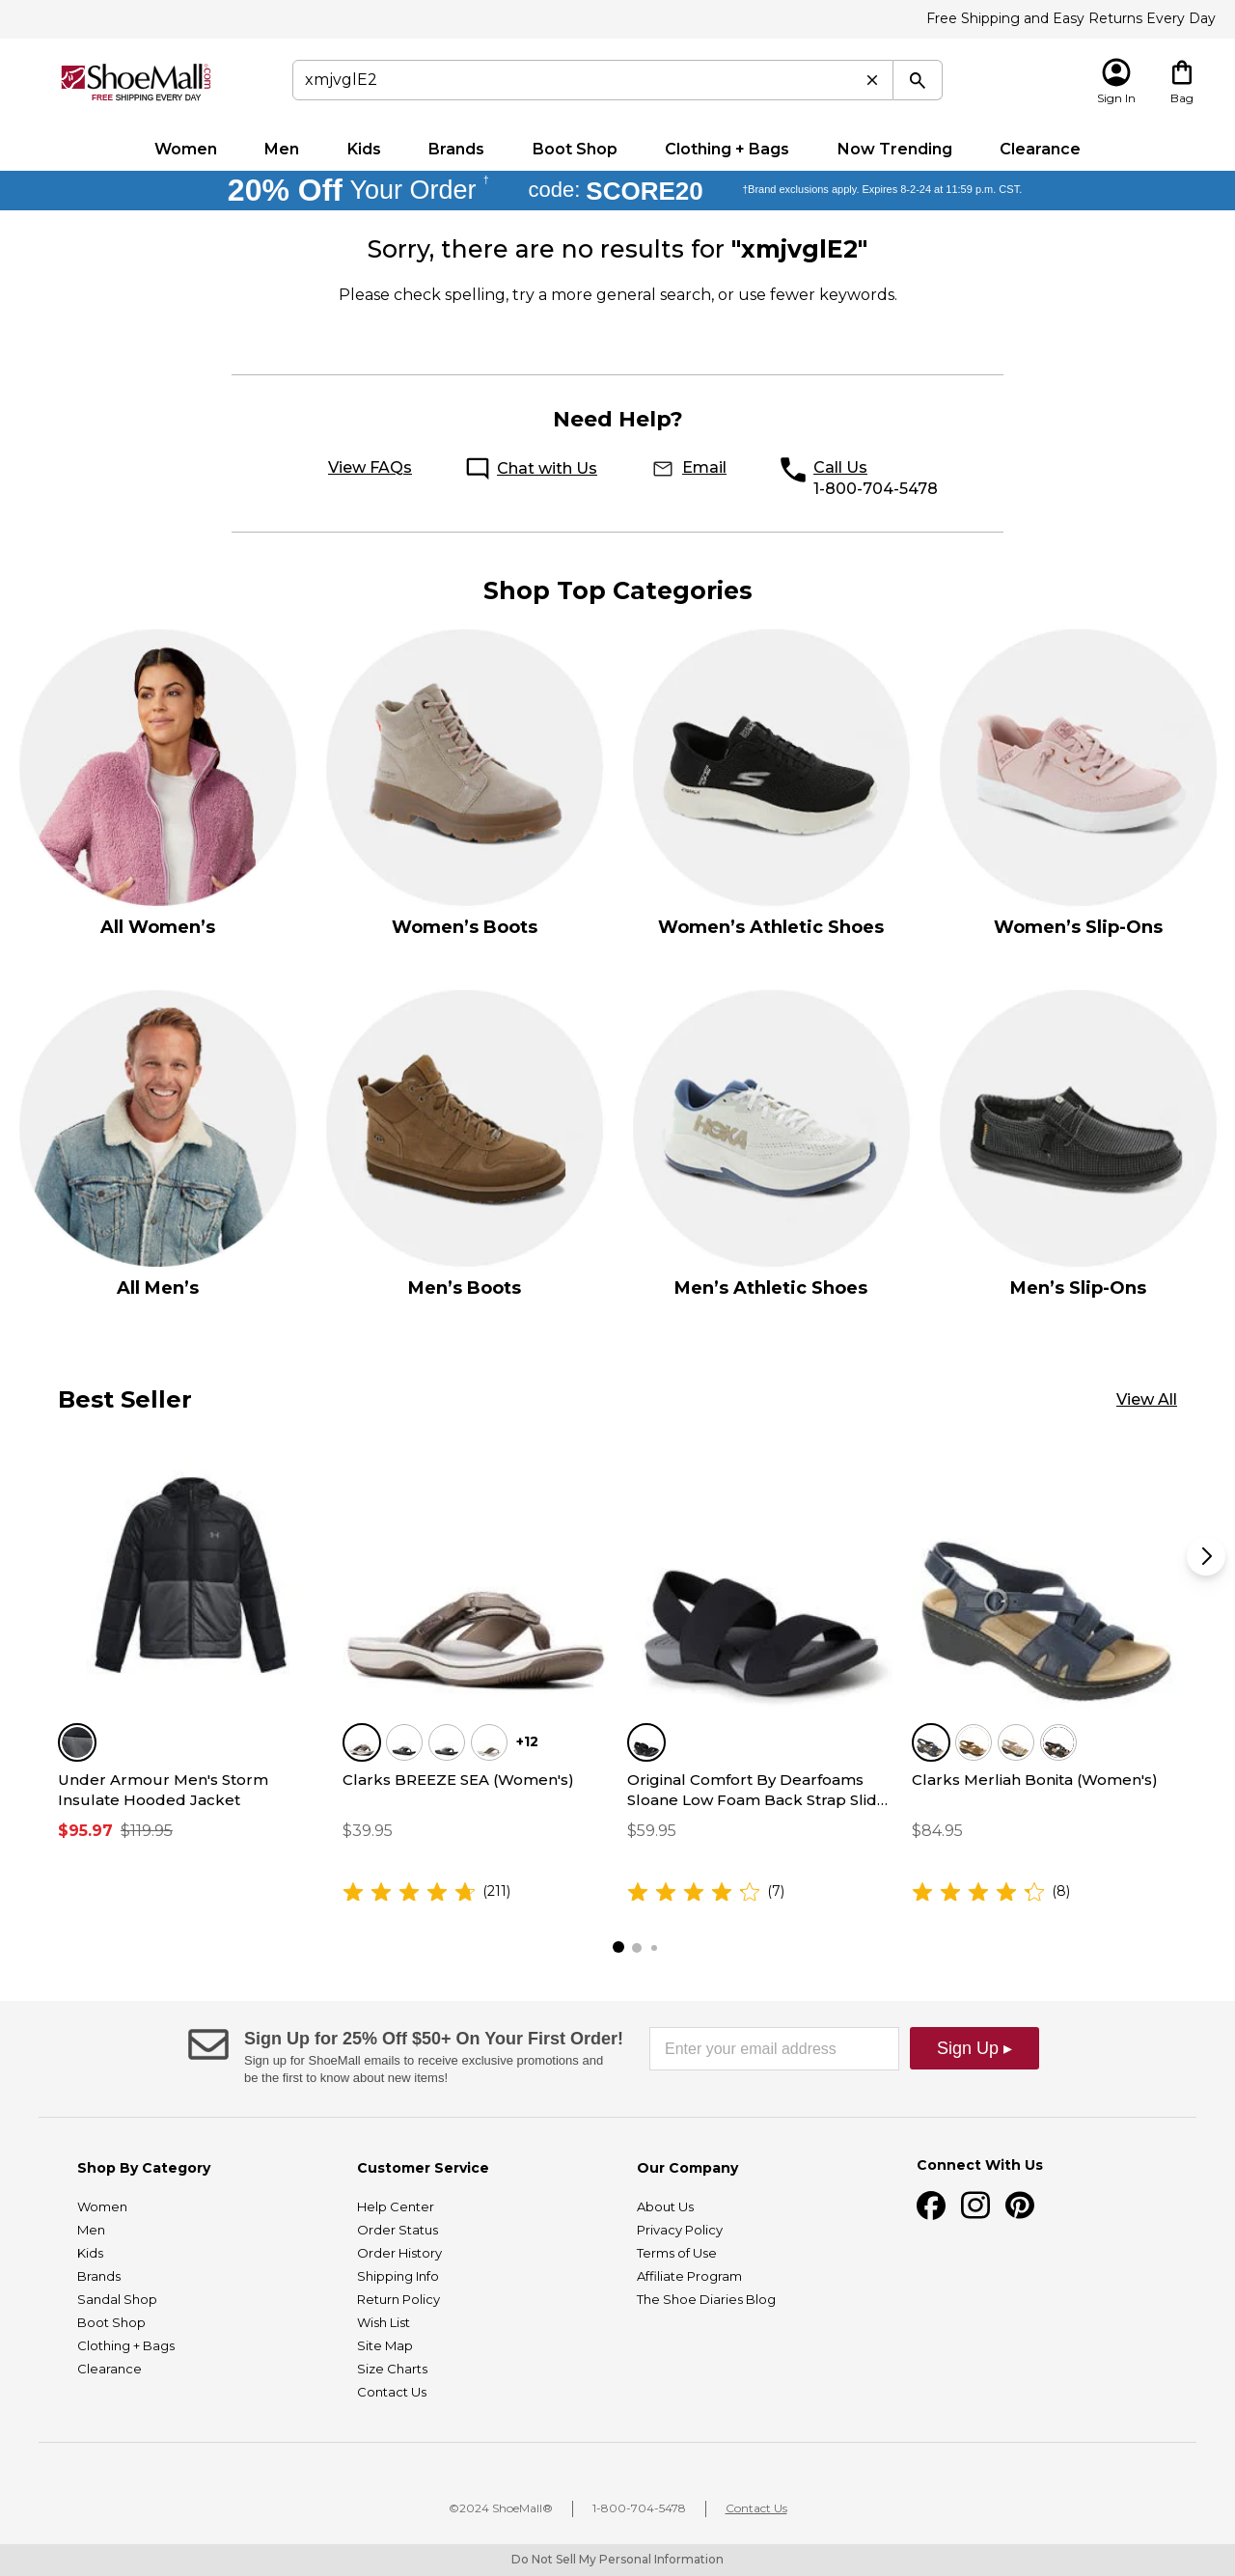 Free Shipping and Easy Returns Every Day
ShoeMall.com
FREE SHIPPING EVERY DAY
xmjvglE2
Sign In
Bag
Women Men Kids Brands Boot Shop Clothing + Bags Now Trending Clearance
20% Off Your Order † code: SCORE20 †Brand exclusions apply. Expires 8-2-24 at 11:59 p.m. CST.
Sorry, there are no results for "xmjvglE2"
Please check spelling, try a more general search, or use fewer keywords.
Need Help?
View FAQs Chat with Us Email Call Us
1-800-704-5478
Shop Top Categories
All Women’s Women’s Boots Women’s Athletic Shoes Women’s Slip-Ons
HOKA
All Men’s Men’s Boots Men’s Athletic Shoes Men’s Slip-Ons
Best Seller View All
+12
Under Armour Men's Storm
Insulate Hooded Jacket
$95.97 $119.95
Clarks BREEZE SEA (Women's)
$39.95
(211)
Original Comfort By Dearfoams
Sloane Low Foam Back Strap Slid...
$59.95
(7)
Clarks Merliah Bonita (Women's)
$84.95
(8)
Sign Up for 25% Off $50+ On Your First Order!
Sign up for ShoeMall emails to receive exclusive promotions and
be the first to know about new items!
Enter your email address
Sign Up ▸
Shop By Category
Women
Men
Kids
Brands
Sandal Shop
Boot Shop
Clothing + Bags
Clearance
Customer Service
Help Center
Order Status
Order History
Shipping Info
Return Policy
Wish List
Site Map
Size Charts
Contact Us
Our Company
About Us
Privacy Policy
Terms of Use
Affiliate Program
The Shoe Diaries Blog
Connect With Us
©2024 ShoeMall® 1-800-704-5478 Contact Us
Do Not Sell My Personal Information